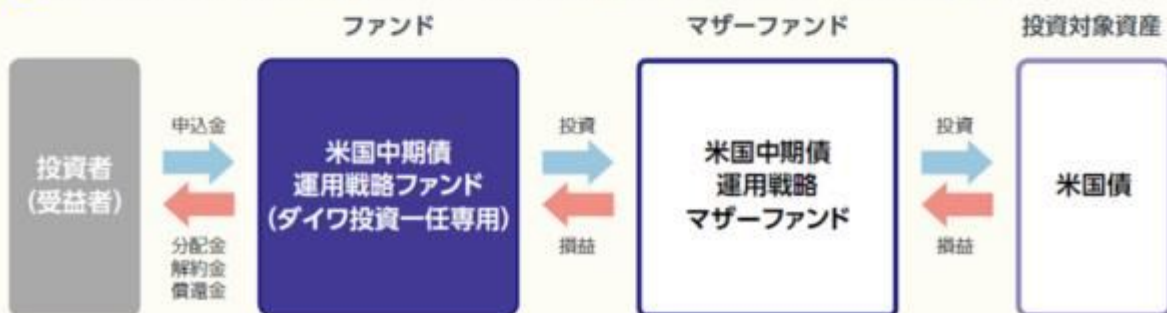 ファンド
マザーファンド
投資対象資産
投資者
(受益者)
申込金
分配金
解約金
償還金
米国中期債
運用戦略ファンド
(ダイワ投資一任専用)
投資
損益
米国中期債
運用戦略
マザーファンド
投資
損益
米国債